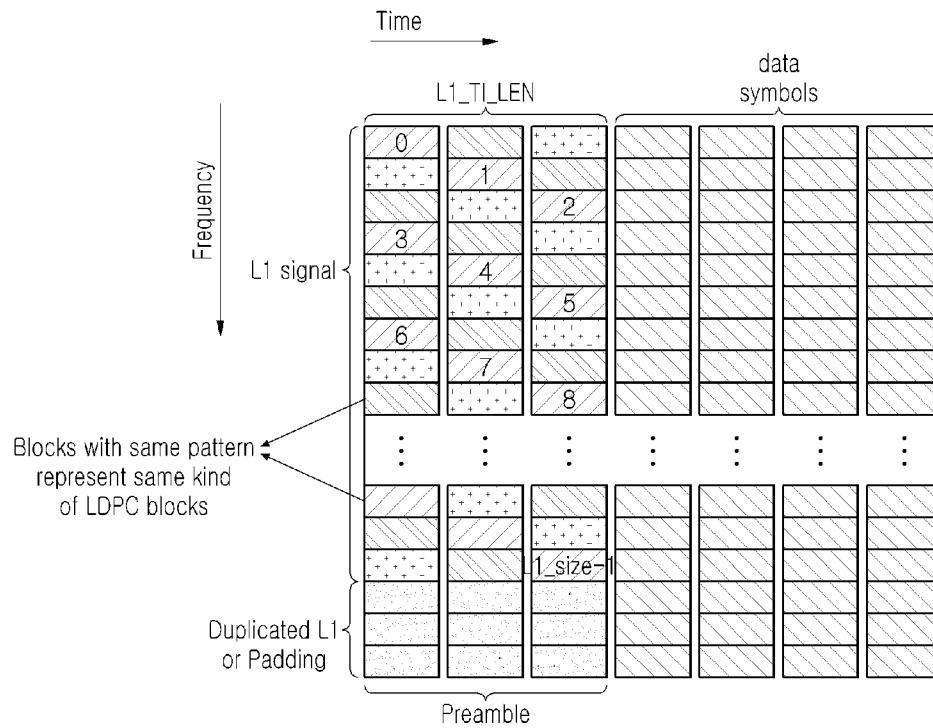 Time
Frequency
L1_TI_LEN
data
symbols
L1 signal
0
1
2
3
4
5
6
7
8
Blocks with same pattern
represent same kind
of LDPC blocks
L1_size-1
Duplicated L1
or Padding
Preamble